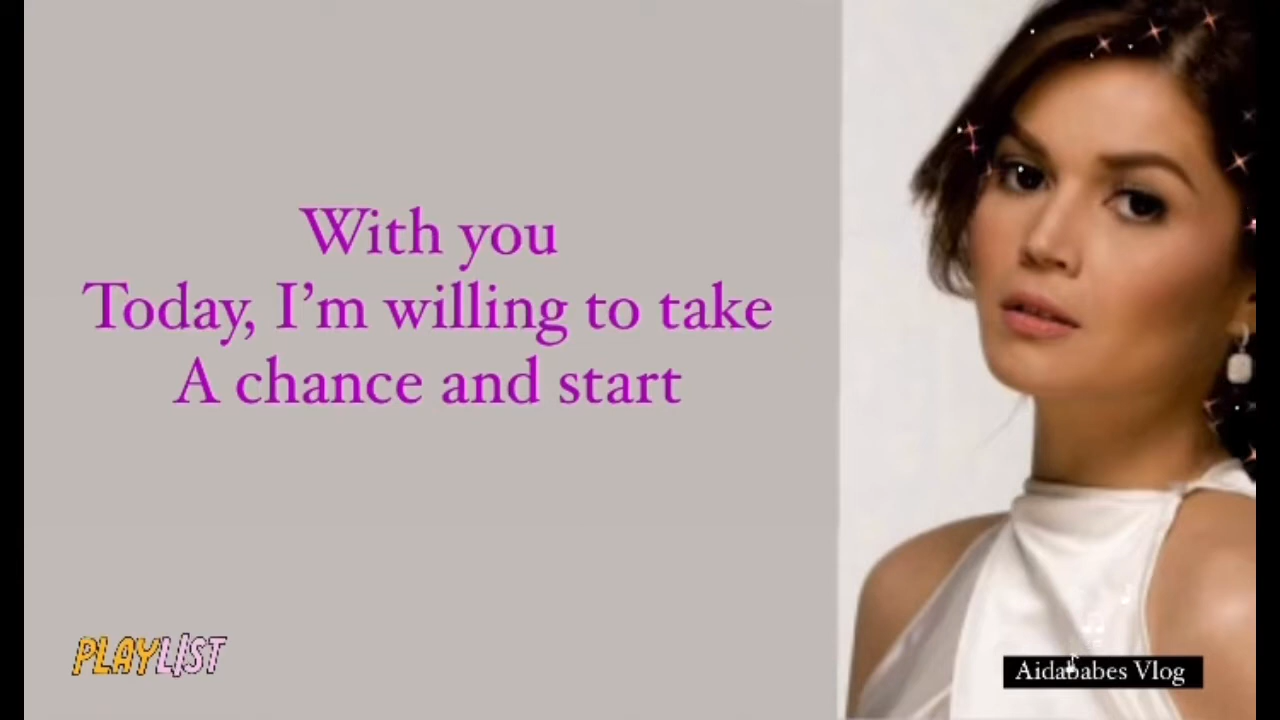 With you
Today, I’m willing to take
A chance and start
PLAYLIST
Aidababes Vlog